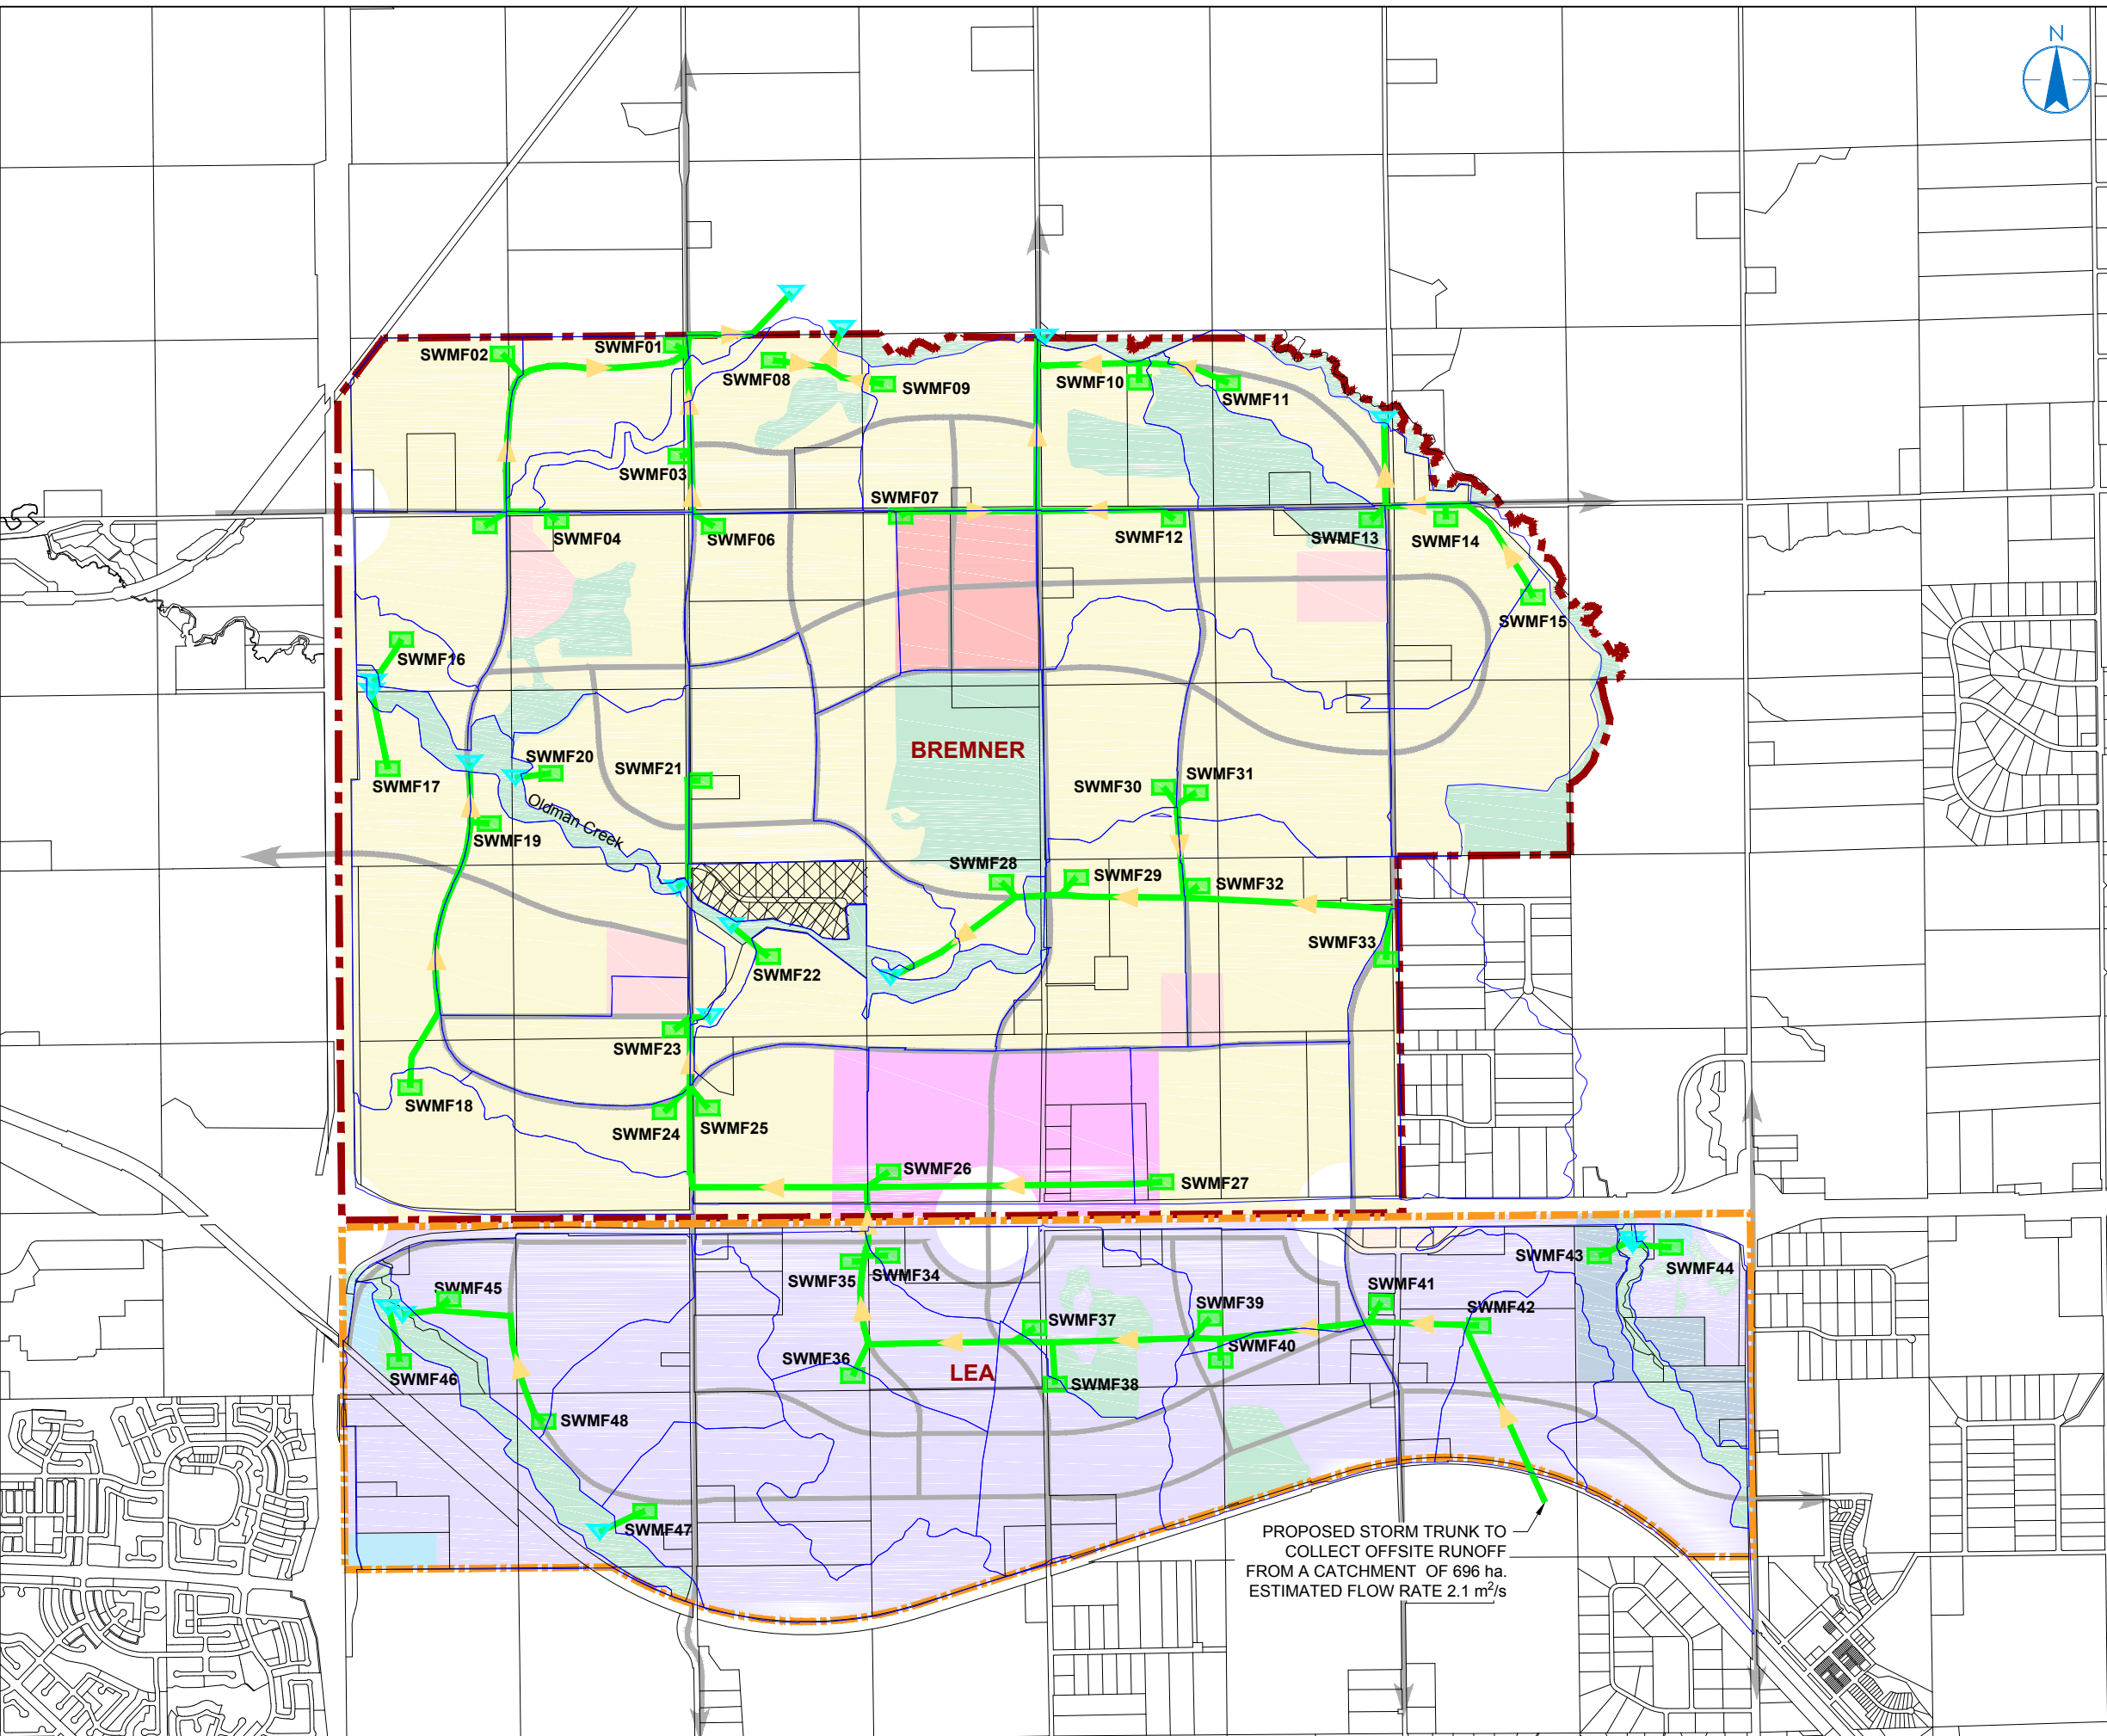 N
SWMF01
SWMF02
SWMF08
SWMF09
SWMF10
SWMF11
SWMF03
SWMF07
SWMF04
SWMF06
SWMF12
SWMF13
SWMF14
SWMF15
SWMF16
BREMNER
SWMF20
SWMF21
SWMF31
SWMF30
SWMF17
Oldman Creek
SWMF19
SWMF28
SWMF29
SWMF32
SWMF33
SWMF22
SWMF23
SWMF18
SWMF24
SWMF25
SWMF26
SWMF27
SWMF43
SWMF44
SWMF35
SWMF34
SWMF45
SWMF41
SWMF39
SWMF42
SWMF37
SWMF40
SWMF36
LEA
SWMF46
SWMF38
SWMF48
SWMF47
PROPOSED STORM TRUNK TO
COLLECT OFFSITE RUNOFF
FROM A CATCHMENT OF 696 ha.
ESTIMATED FLOW RATE 2.1 m²/s